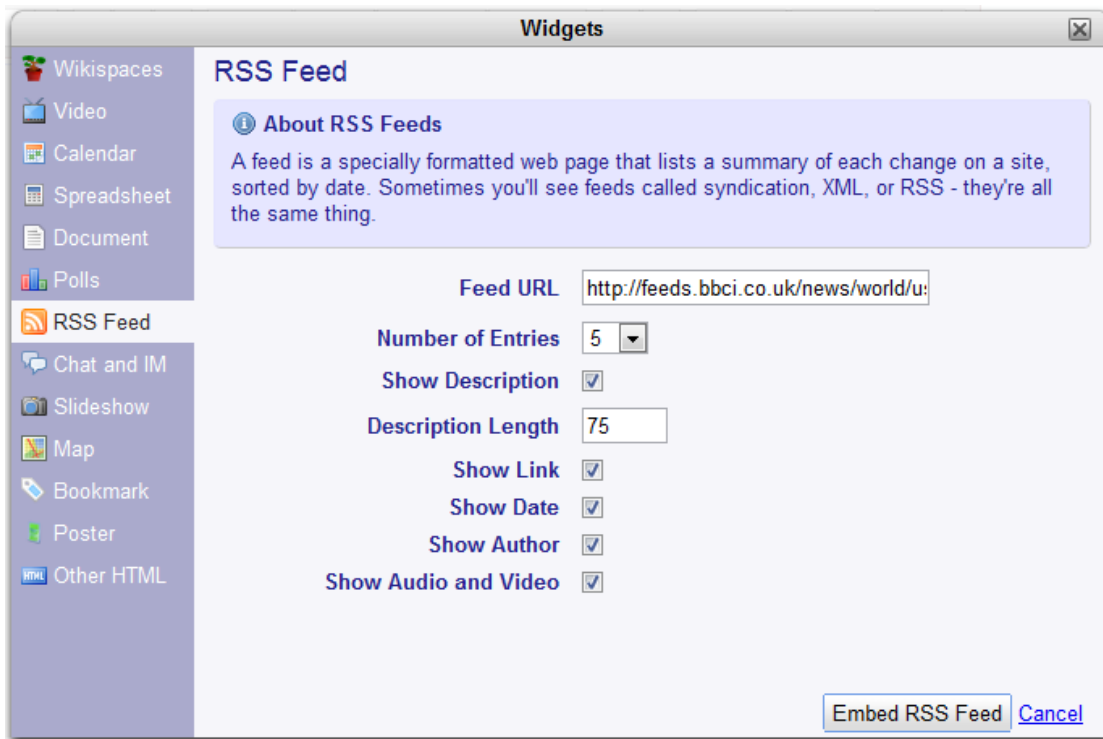 Widgets
Wikispaces
Video
Calendar
Spreadsheet
Document
Polls
RSS Feed
Chat and IM
Slideshow
Map
Bookmark
Poster
HTML Other HTML
RSS Feed
About RSS Feeds
A feed is a specially formatted web page that lists a summary of each change on a site,
sorted by date. Sometimes you'll see feeds called syndication, XML, or RSS - they're all
the same thing.
Feed URL http://feeds.bbci.co.uk/news/world/u
Number of Entries 5
Show Description
Description Length 75
Show Link
Show Date
Show Author
Show Audio and Video
Embed RSS Feed Cancel